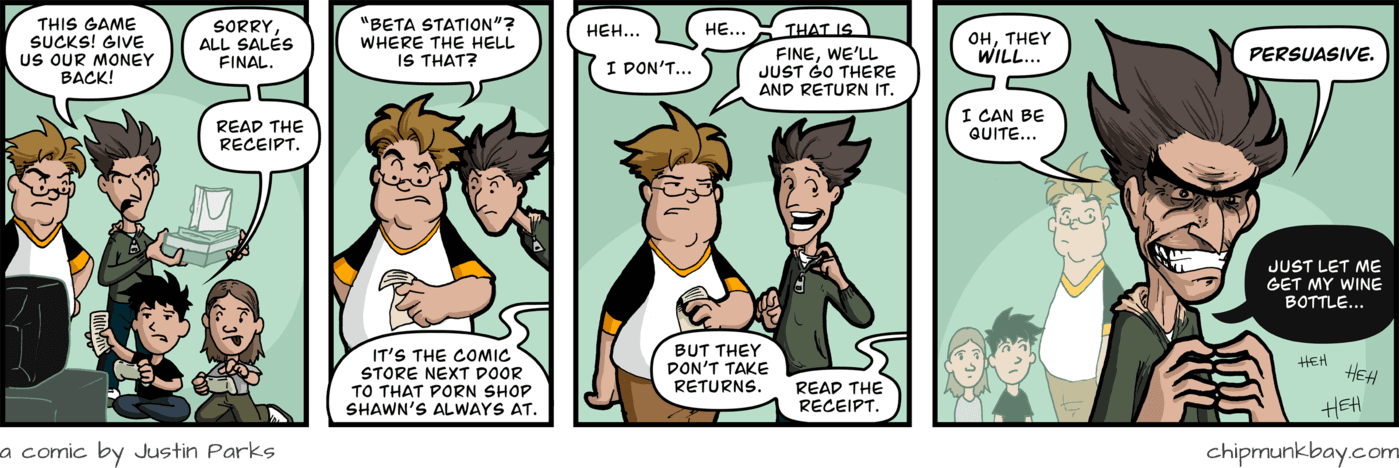 THIS GAME
SUCKS! GIVE
US OUR MONEY
BACK!
SORRY,
ALL SALES
FINAL.
READ THE
RECEIPT.
"BETA STATION"?
WHERE THE HELL
IS THAT?
IT'S THE COMIC
STORE NEXT DOOR
TO THAT PORN SHOP
SHAWN'S ALWAYS AT.
HEH...
I DON'T...
HE...
THAT IS
FINE, WE'LL
JUST GO THERE
AND RETURN IT.
BUT THEY
DON'T TAKE
RETURNS.
READ THE
RECEIPT.
OH, THEY
WILL...
I CAN BE
QUITE...
PERSUASIVE.
JUST LET ME
GET MY WINE
BOTTLE...
HEH
HEH
HEH
a comic by Justin Parks
chipmunkbay.com